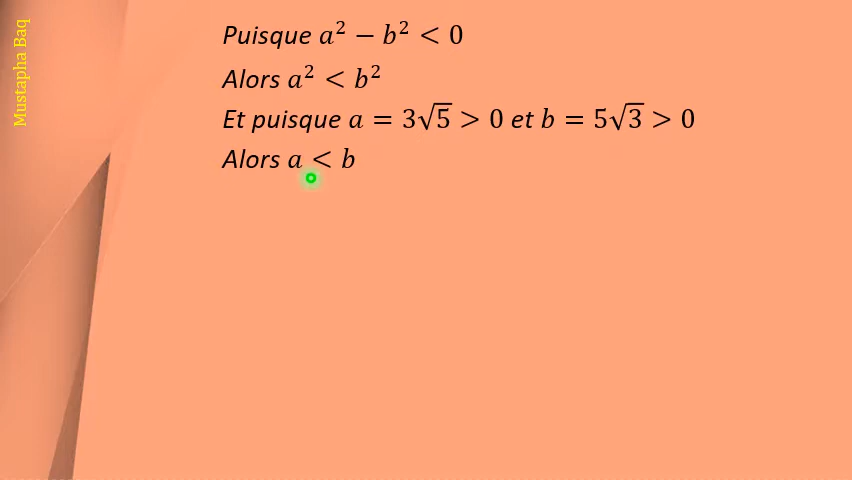 Mustapha Baq
Puisque a² − b² < 0
Alors a² < b²
Et puisque a = 3√5 > 0 et b = 5√3 > 0
Alors a < b